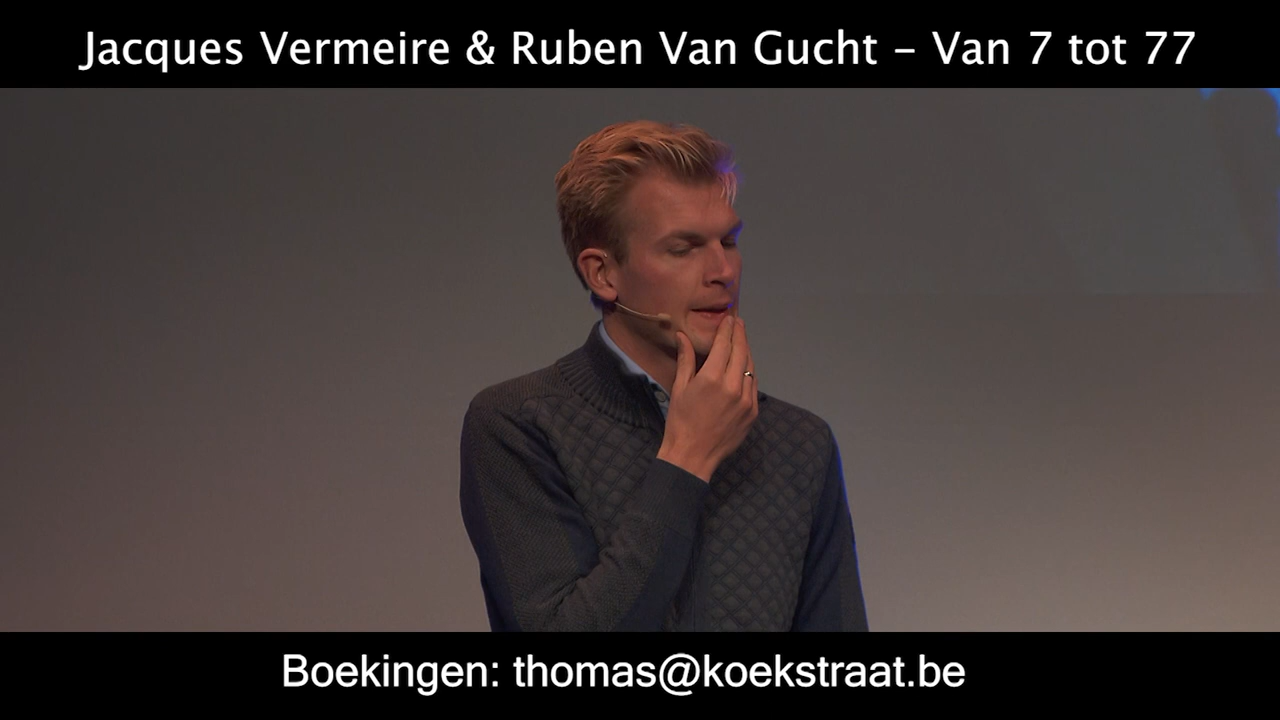 Jacques Vermeire & Ruben Van Gucht – Van 7 tot 77
Boekingen: thomas@koekstraat.be